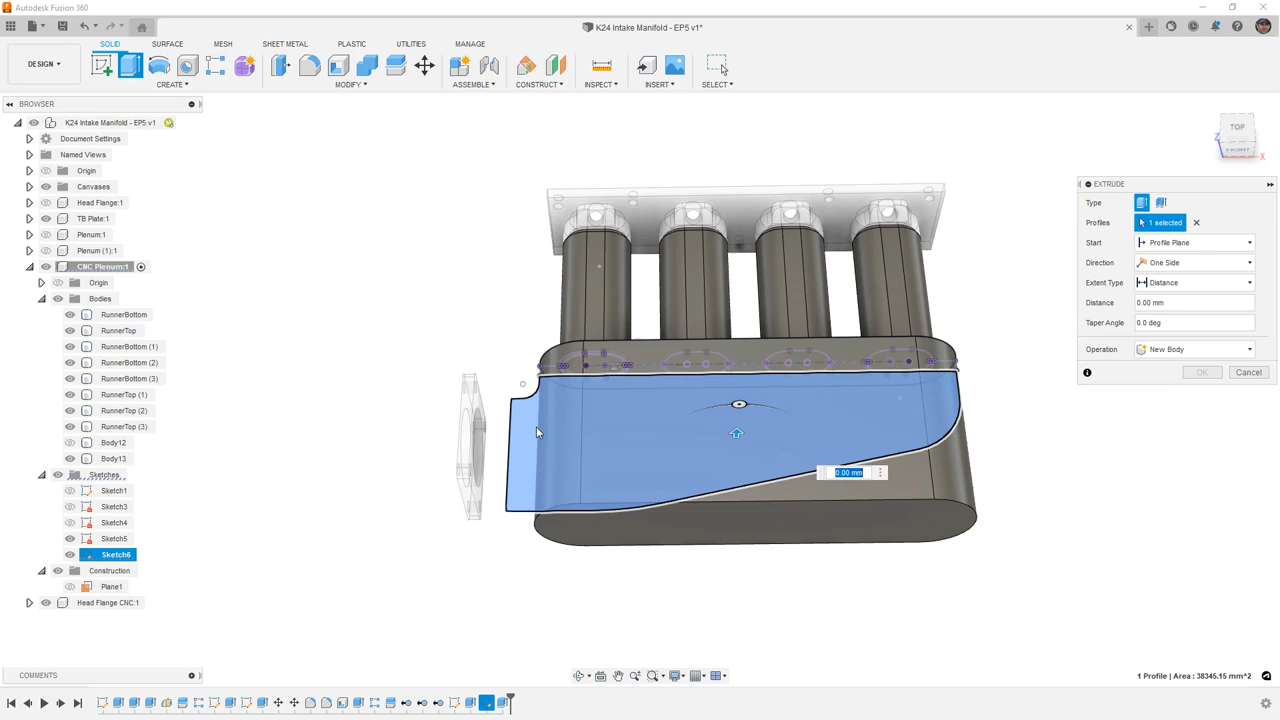 Autodesk Fusion 360
K24 Intake Manifold - EP5 v1*
SOLID SURFACE MESH SHEET METAL PLASTIC UTILITIES MANAGE
DESIGN
CREATE MODIFY ASSEMBLE CONSTRUCT INSPECT INSERT SELECT
BROWSER
K24 Intake Manifold - EP5 v1
Document Settings
Named Views
Origin
Canvases
Head Flange:1
TB Plate:1
Plenum:1
Plenum (1):1
CNC Plenum:1
Origin
Bodies
RunnerBottom
RunnerTop
RunnerBottom (1)
RunnerBottom (2)
RunnerBottom (3)
RunnerTop (1)
RunnerTop (2)
RunnerTop (3)
Body12
Body13
Sketches
Sketch1
Sketch3
Sketch4
Sketch5
Sketch6
Construction
Plane1
Head Flange CNC:1
0.00 mm
TOP
FRONT
Z
X
EXTRUDE
Type
Profiles 1 selected
Start Profile Plane
Direction One Side
Extent Type Distance
Distance 0.00 mm
Taper Angle 0.0 deg
Operation New Body
OK Cancel
COMMENTS
1 Profile | Area : 38345.15 mm^2